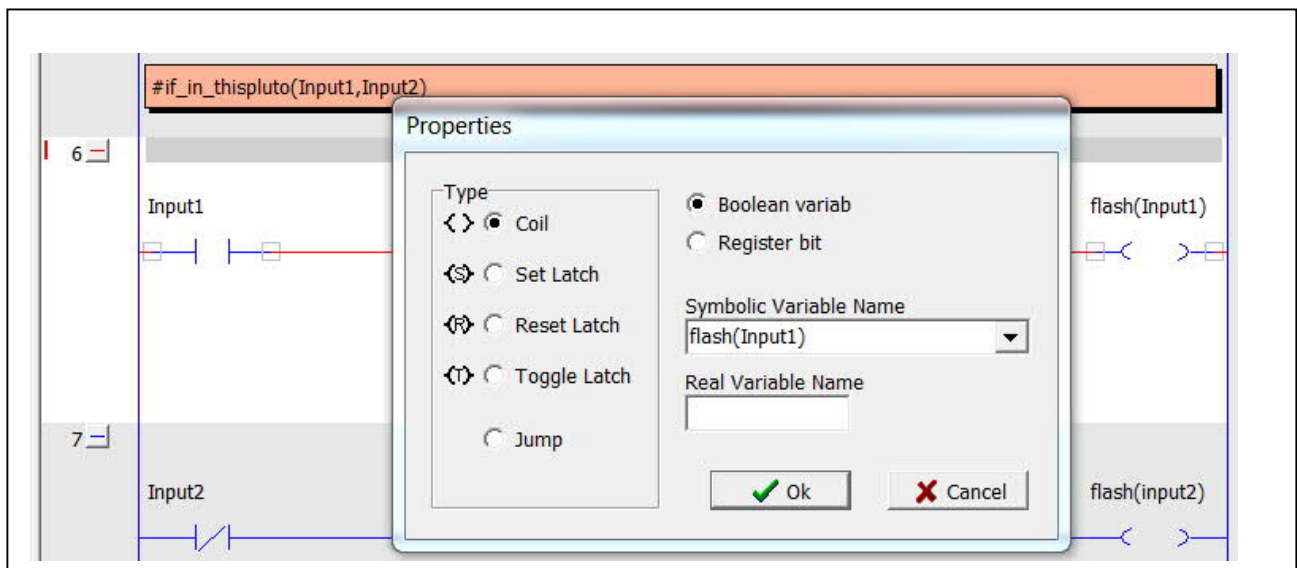 #if_in_thispluto(Input1,Input2)
Properties
6
Input1
flash(Input1)
Type
Coil
(S) Set Latch
(R) Reset Latch
(T) Toggle Latch
Jump
Boolean variab
Register bit
Symbolic Variable Name
flash(Input1)
Real Variable Name
Ok
Cancel
7
Input2
flash(input2)